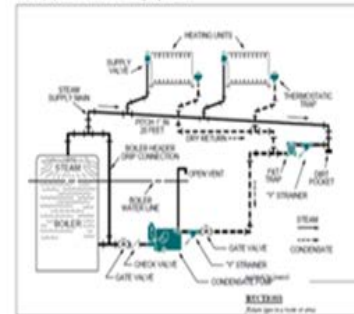 HEATING UNITS
SUPPLY
VALVE
STEAM
SUPPLY MAIN
THERMOSTATIC
TRAP
PITCH 1" IN
20 FEET
DRY RETURN
BOILER HEADER
DRIP CONNECTION
STEAM
OPEN VENT
F&T
TRAP
"Y" STRAINER
DIRT
POCKET
BOILER
WATER LINE
BOILER
STEAM
CONDENSATE
GATE VALVE
"Y" STRAINER
CHECK VALVE
GATE VALVE
CONDENSATE PUMP